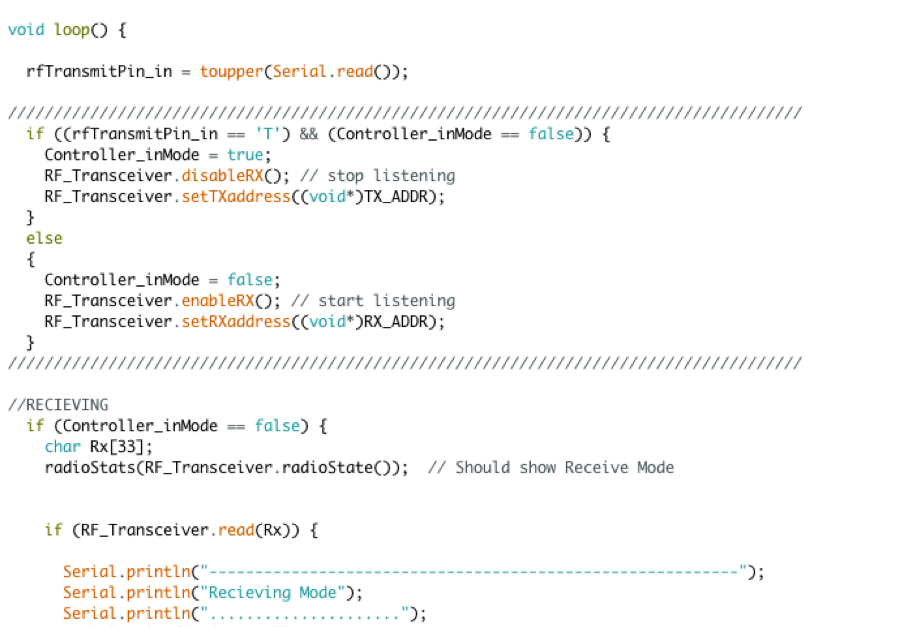 void loop() {
rfTransmitPin_in = toupper(Serial.read());
///////////////////////////////////////////////////////////////////////////////////////
if ((rfTransmitPin_in == 'T') && (Controller_inMode == false)) {
Controller_inMode = true;
RF_Transceiver.disableRX(); // stop listening
RF_Transceiver.setTXaddress((void*)TX_ADDR);
}
else
{
Controller_inMode = false;
RF_Transceiver.enableRX(); // start listening
RF_Transceiver.setRXaddress((void*)RX_ADDR);
}
///////////////////////////////////////////////////////////////////////////////////////
//RECIEVING
if (Controller_inMode == false) {
char Rx[33];
radioStats(RF_Transceiver.radioState());  // Should show Receive Mode
if (RF_Transceiver.read(Rx)) {
Serial.println("----------------------------------------------------------");
Serial.println("Recieving Mode");
Serial.println(".....................");